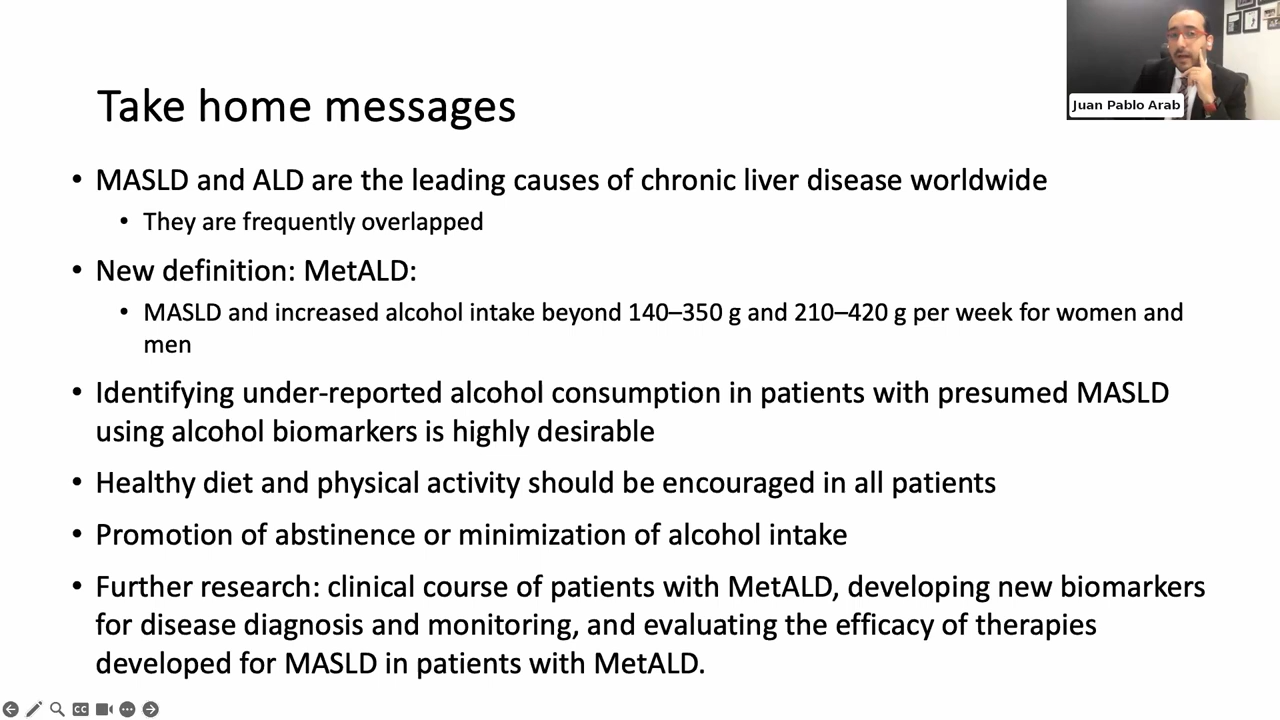 Juan Pablo Arab
Take home messages
• MASLD and ALD are the leading causes of chronic liver disease worldwide
• They are frequently overlapped
• New definition: MetALD:
• MASLD and increased alcohol intake beyond 140–350 g and 210–420 g per week for women and
men
• Identifying under-reported alcohol consumption in patients with presumed MASLD
using alcohol biomarkers is highly desirable
• Healthy diet and physical activity should be encouraged in all patients
• Promotion of abstinence or minimization of alcohol intake
• Further research: clinical course of patients with MetALD, developing new biomarkers
for disease diagnosis and monitoring, and evaluating the efficacy of therapies
developed for MASLD in patients with MetALD.
CC